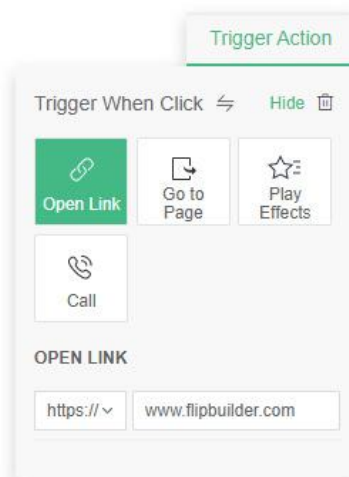 Trigger Action
Trigger When Click Hide
Open Link
Go to
Page
Play
Effects
Call
OPEN LINK
https:// www.flipbuilder.com